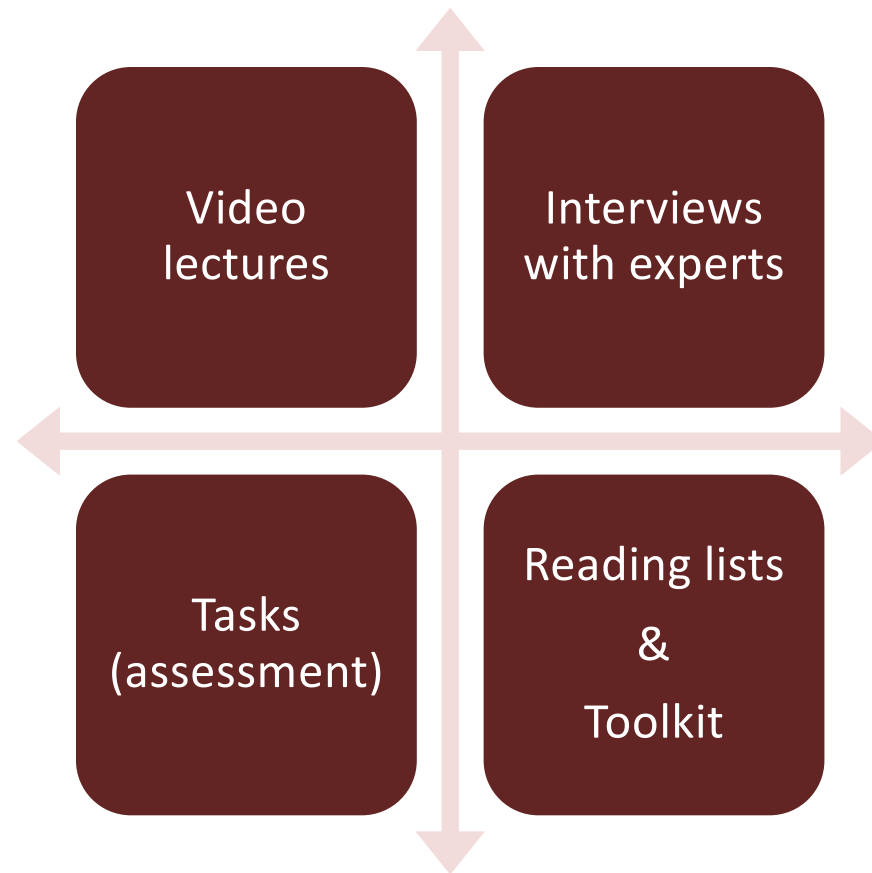 Video
lectures
Interviews
with experts
Tasks
(assessment)
Reading lists
&
Toolkit